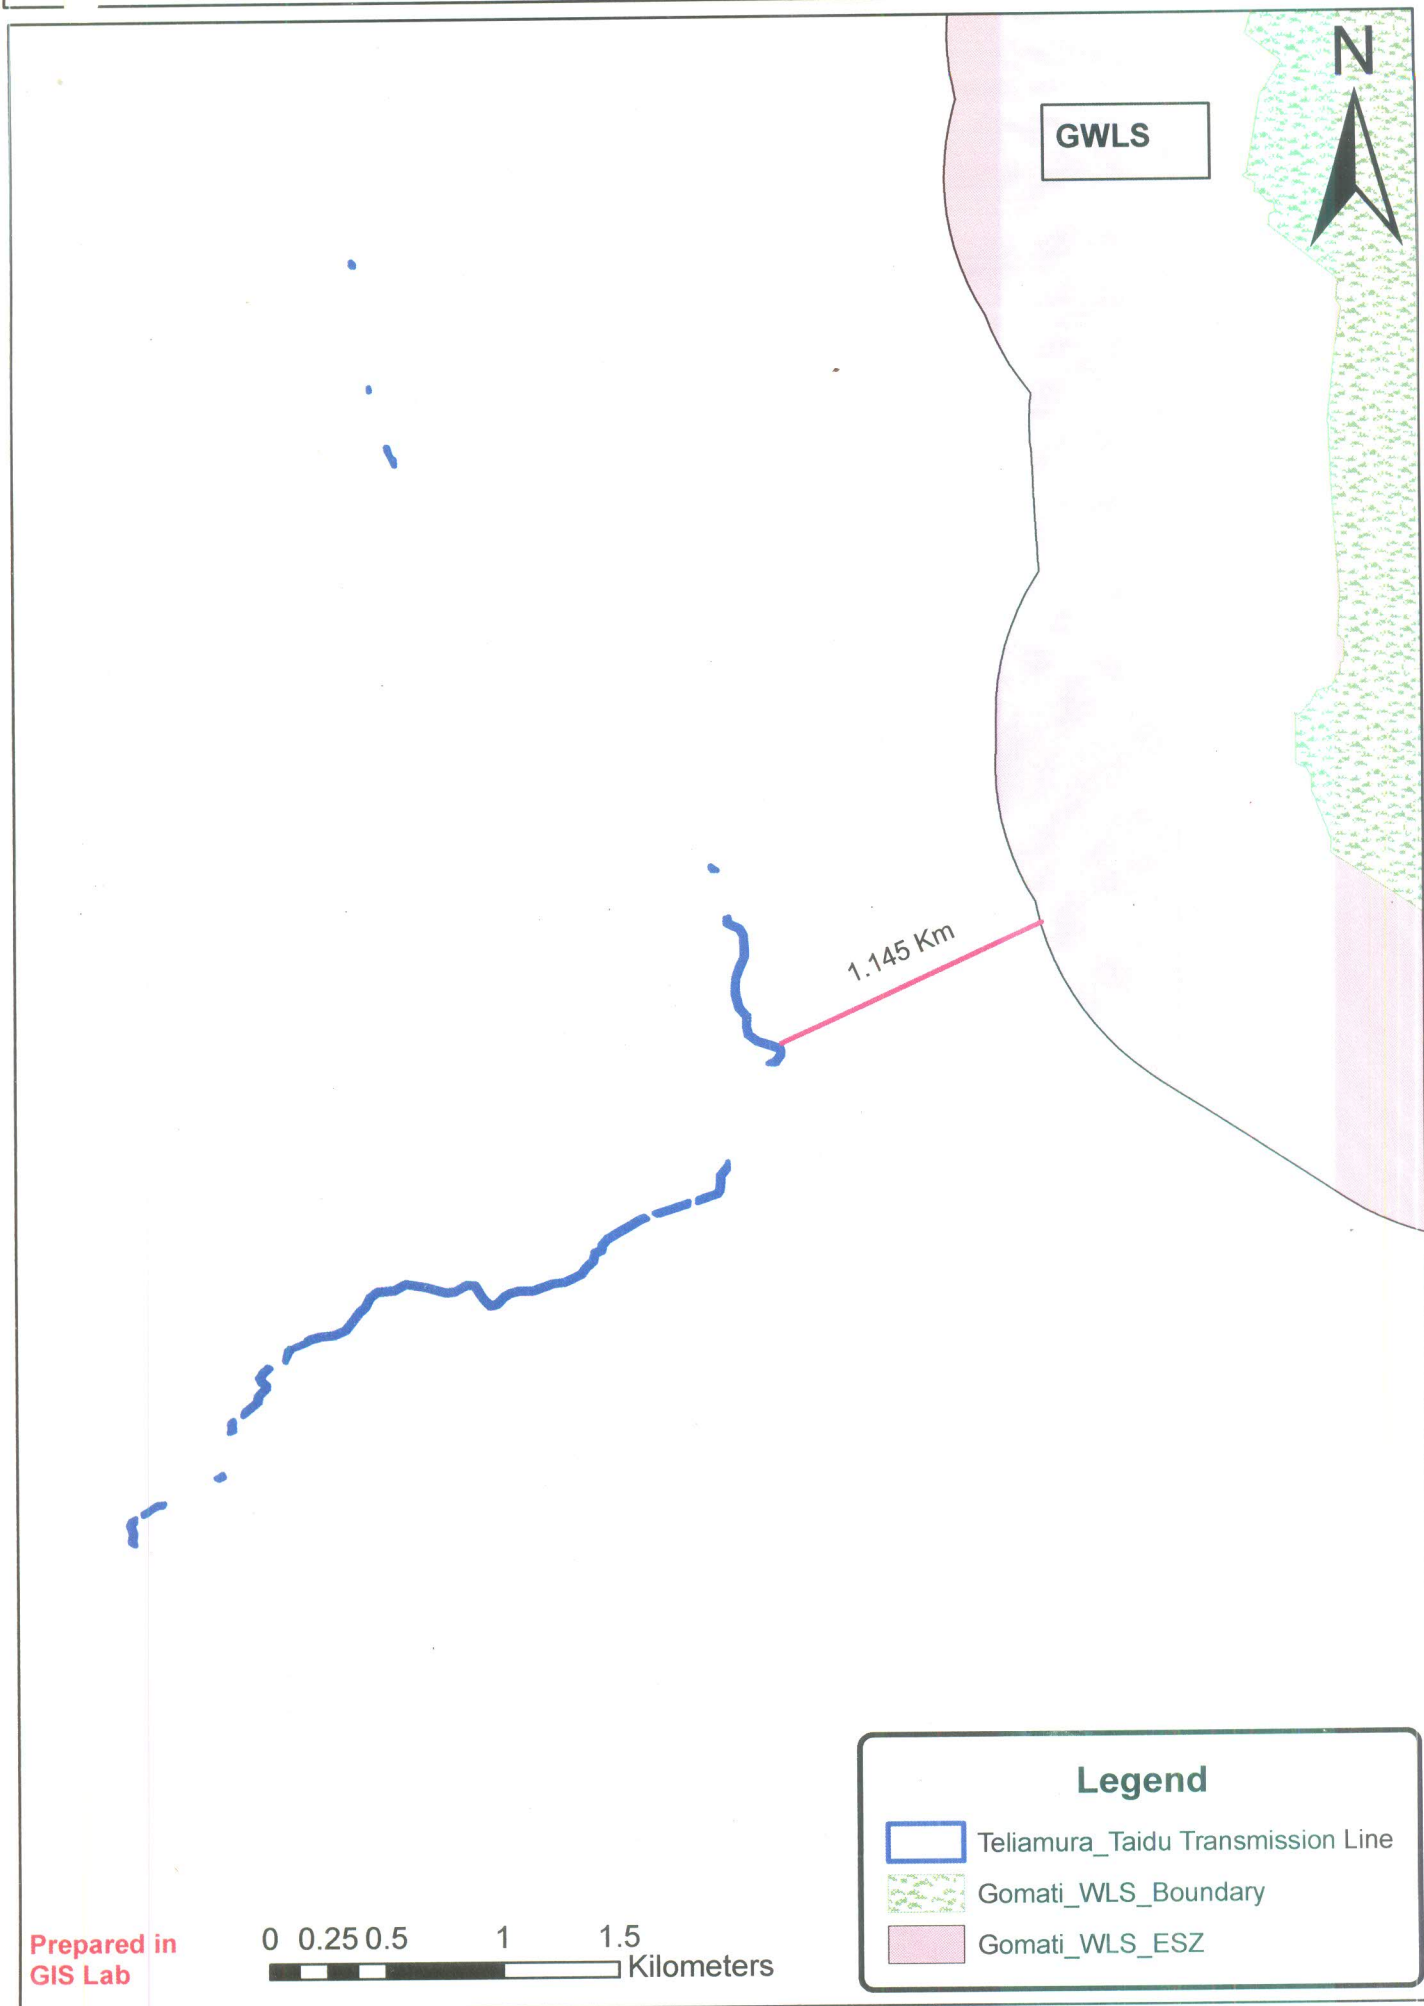 N
GWLS
1.145 Km
Legend
Teliamura_Taidu Transmission Line
Gomati_WLS_Boundary
Gomati_WLS_ESZ
Prepared in
GIS Lab
0 0.25 0.5 1 1.5
Kilometers